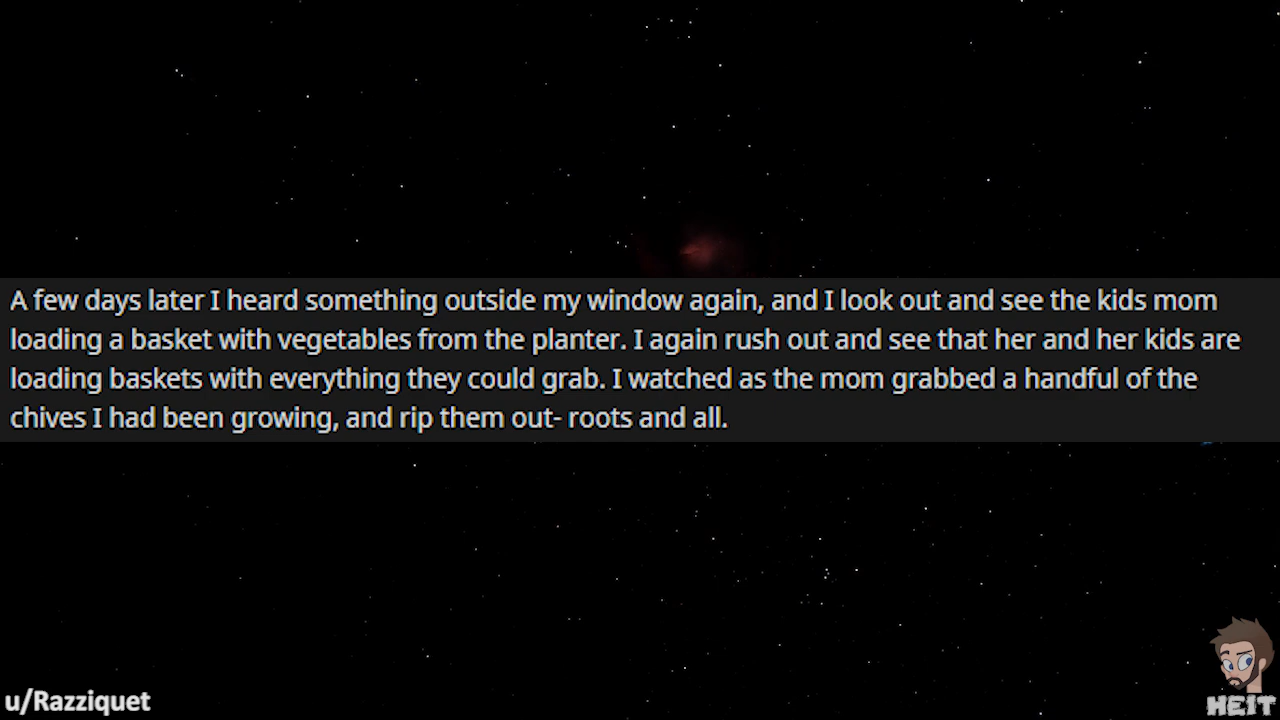 A few days later I heard something outside my window again, and I look out and see the kids mom
loading a basket with vegetables from the planter. I again rush out and see that her and her kids are
loading baskets with everything they could grab. I watched as the mom grabbed a handful of the
chives I had been growing, and rip them out- roots and all.
u/Razziquet
HEIT